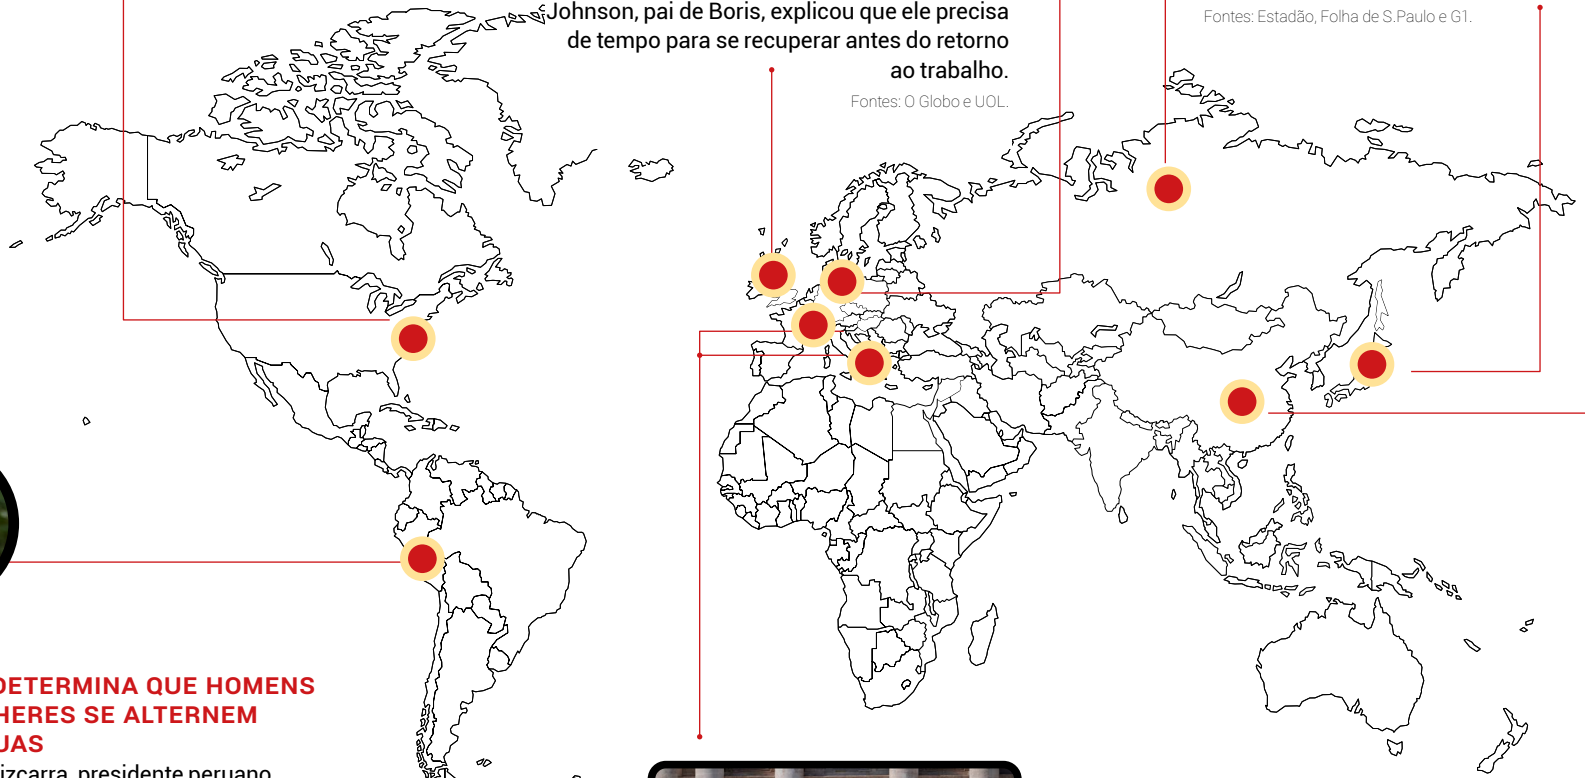 Johnson, pai de Boris, explicou que ele precisa
de tempo para se recuperar antes do retorno
ao trabalho.
Fontes: O Globo e UOL.
Fontes: Estadão, Folha de S.Paulo e G1.
DETERMINA QUE HOMENS
HERES SE ALTERNEM
UAS
izcarra, presidente peruano